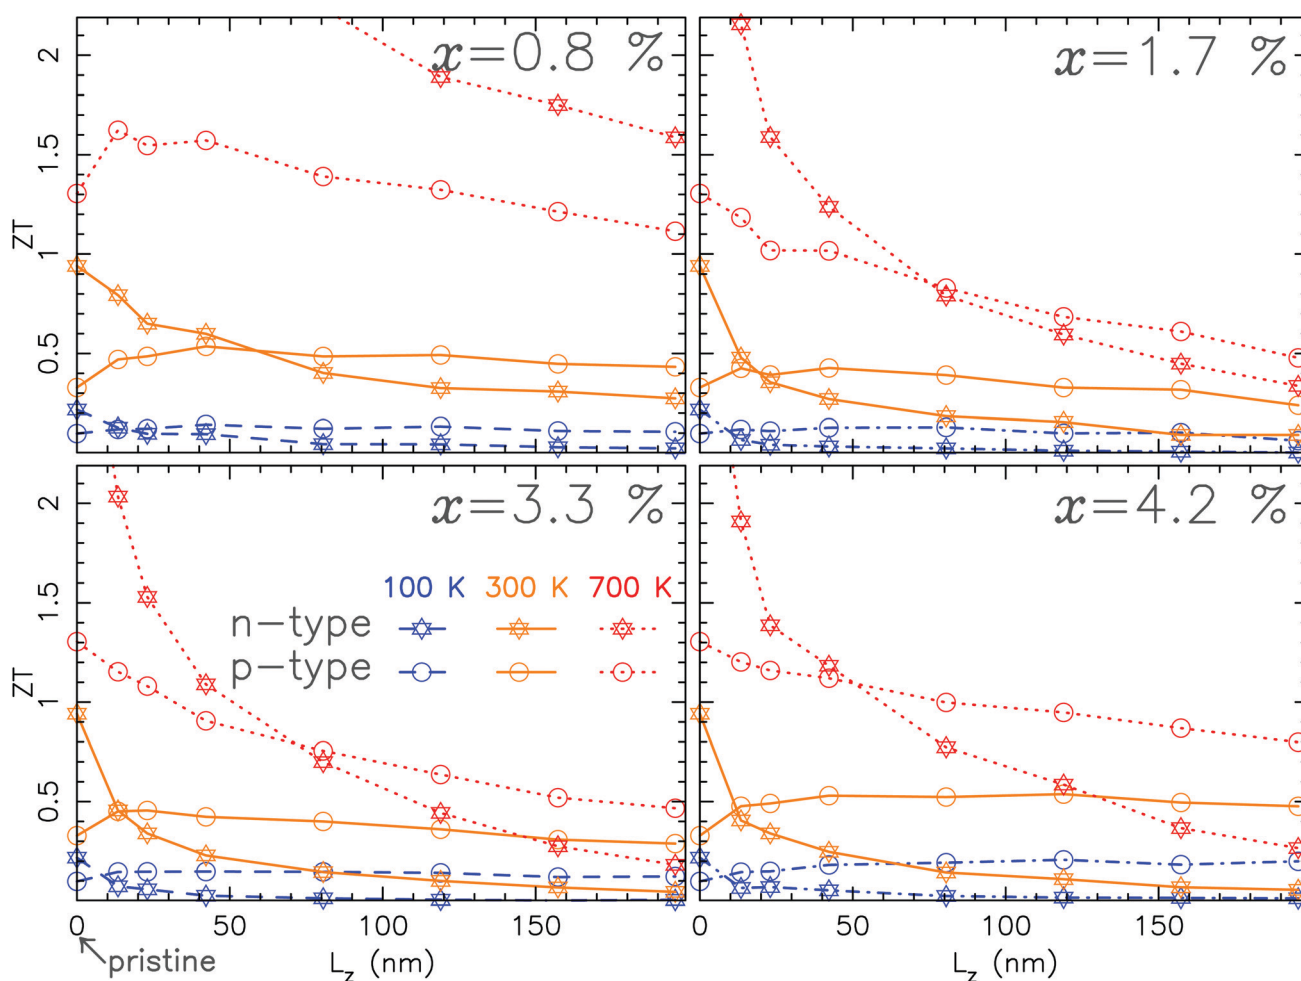 x=0.8 %
x=1.7 %
2
1.5
1
0.5
ZT
x=3.3 %
x=4.2 %
2
1.5
1
0.5
ZT
100 K 300 K 700 K
n-type
p-type
0 50 100 150
0 50 100 150
pristine
Lz (nm)
Lz (nm)